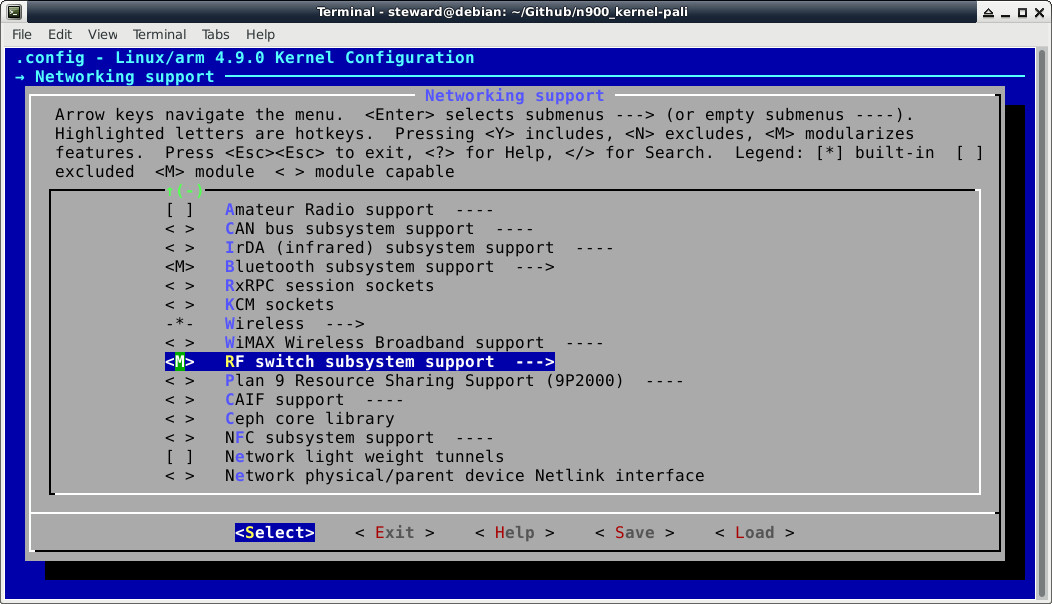 Terminal - steward@debian: ~/Github/n900_kernel-pali
File Edit View Terminal Tabs Help
.config - Linux/arm 4.9.0 Kernel Configuration
→ Networking support
Networking support
Arrow keys navigate the menu.  <Enter> selects submenus ---> (or empty submenus ----).
Highlighted letters are hotkeys.  Pressing <Y> includes, <N> excludes, <M> modularizes
features.  Press <Esc><Esc> to exit, <?> for Help, </> for Search.  Legend: [*] built-in  [ ]
excluded  <M> module  < > module capable
↑(-)
[ ]   Amateur Radio support  ----
< >   CAN bus subsystem support  ----
< >   IrDA (infrared) subsystem support  ----
<M>   Bluetooth subsystem support  --->
< >   RxRPC session sockets
< >   KCM sockets
-*-   Wireless  --->
< >   WiMAX Wireless Broadband support  ----
<M>   RF switch subsystem support  --->
< >   Plan 9 Resource Sharing Support (9P2000)  ----
< >   CAIF support  ----
< >   Ceph core library
< >   NFC subsystem support  ----
[ ]   Network light weight tunnels
< >   Network physical/parent device Netlink interface
<Select>    < Exit >    < Help >    < Save >    < Load >